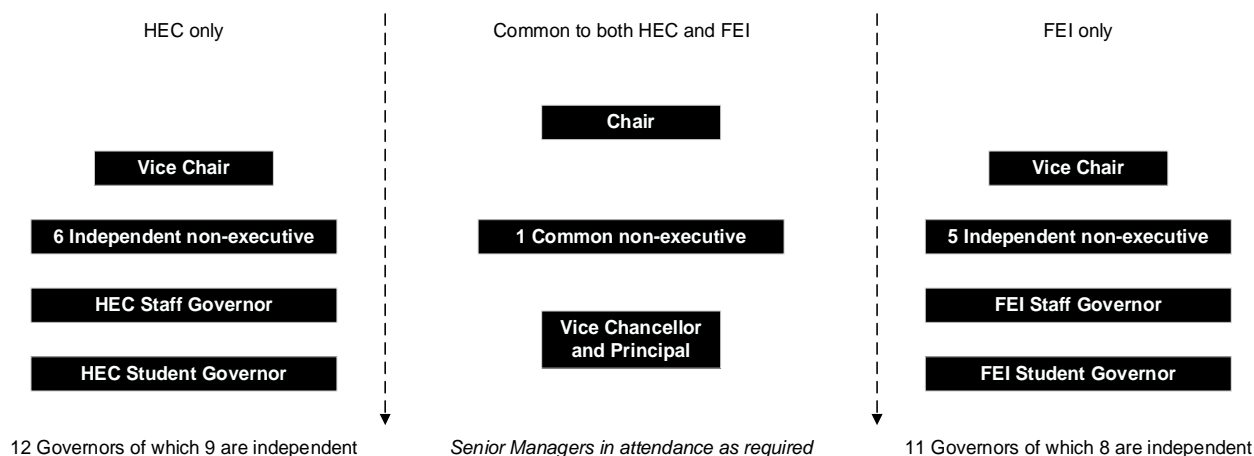 HEC only
Common to both HEC and FEI
FEI only
Chair
Vice Chair
Vice Chair
6 Independent non-executive
1 Common non-executive
5 Independent non-executive
HEC Staff Governor
FEI Staff Governor
Vice Chancellor
and Principal
HEC Student Governor
FEI Student Governor
12 Governors of which 9 are independent
Senior Managers in attendance as required
11 Governors of which 8 are independent